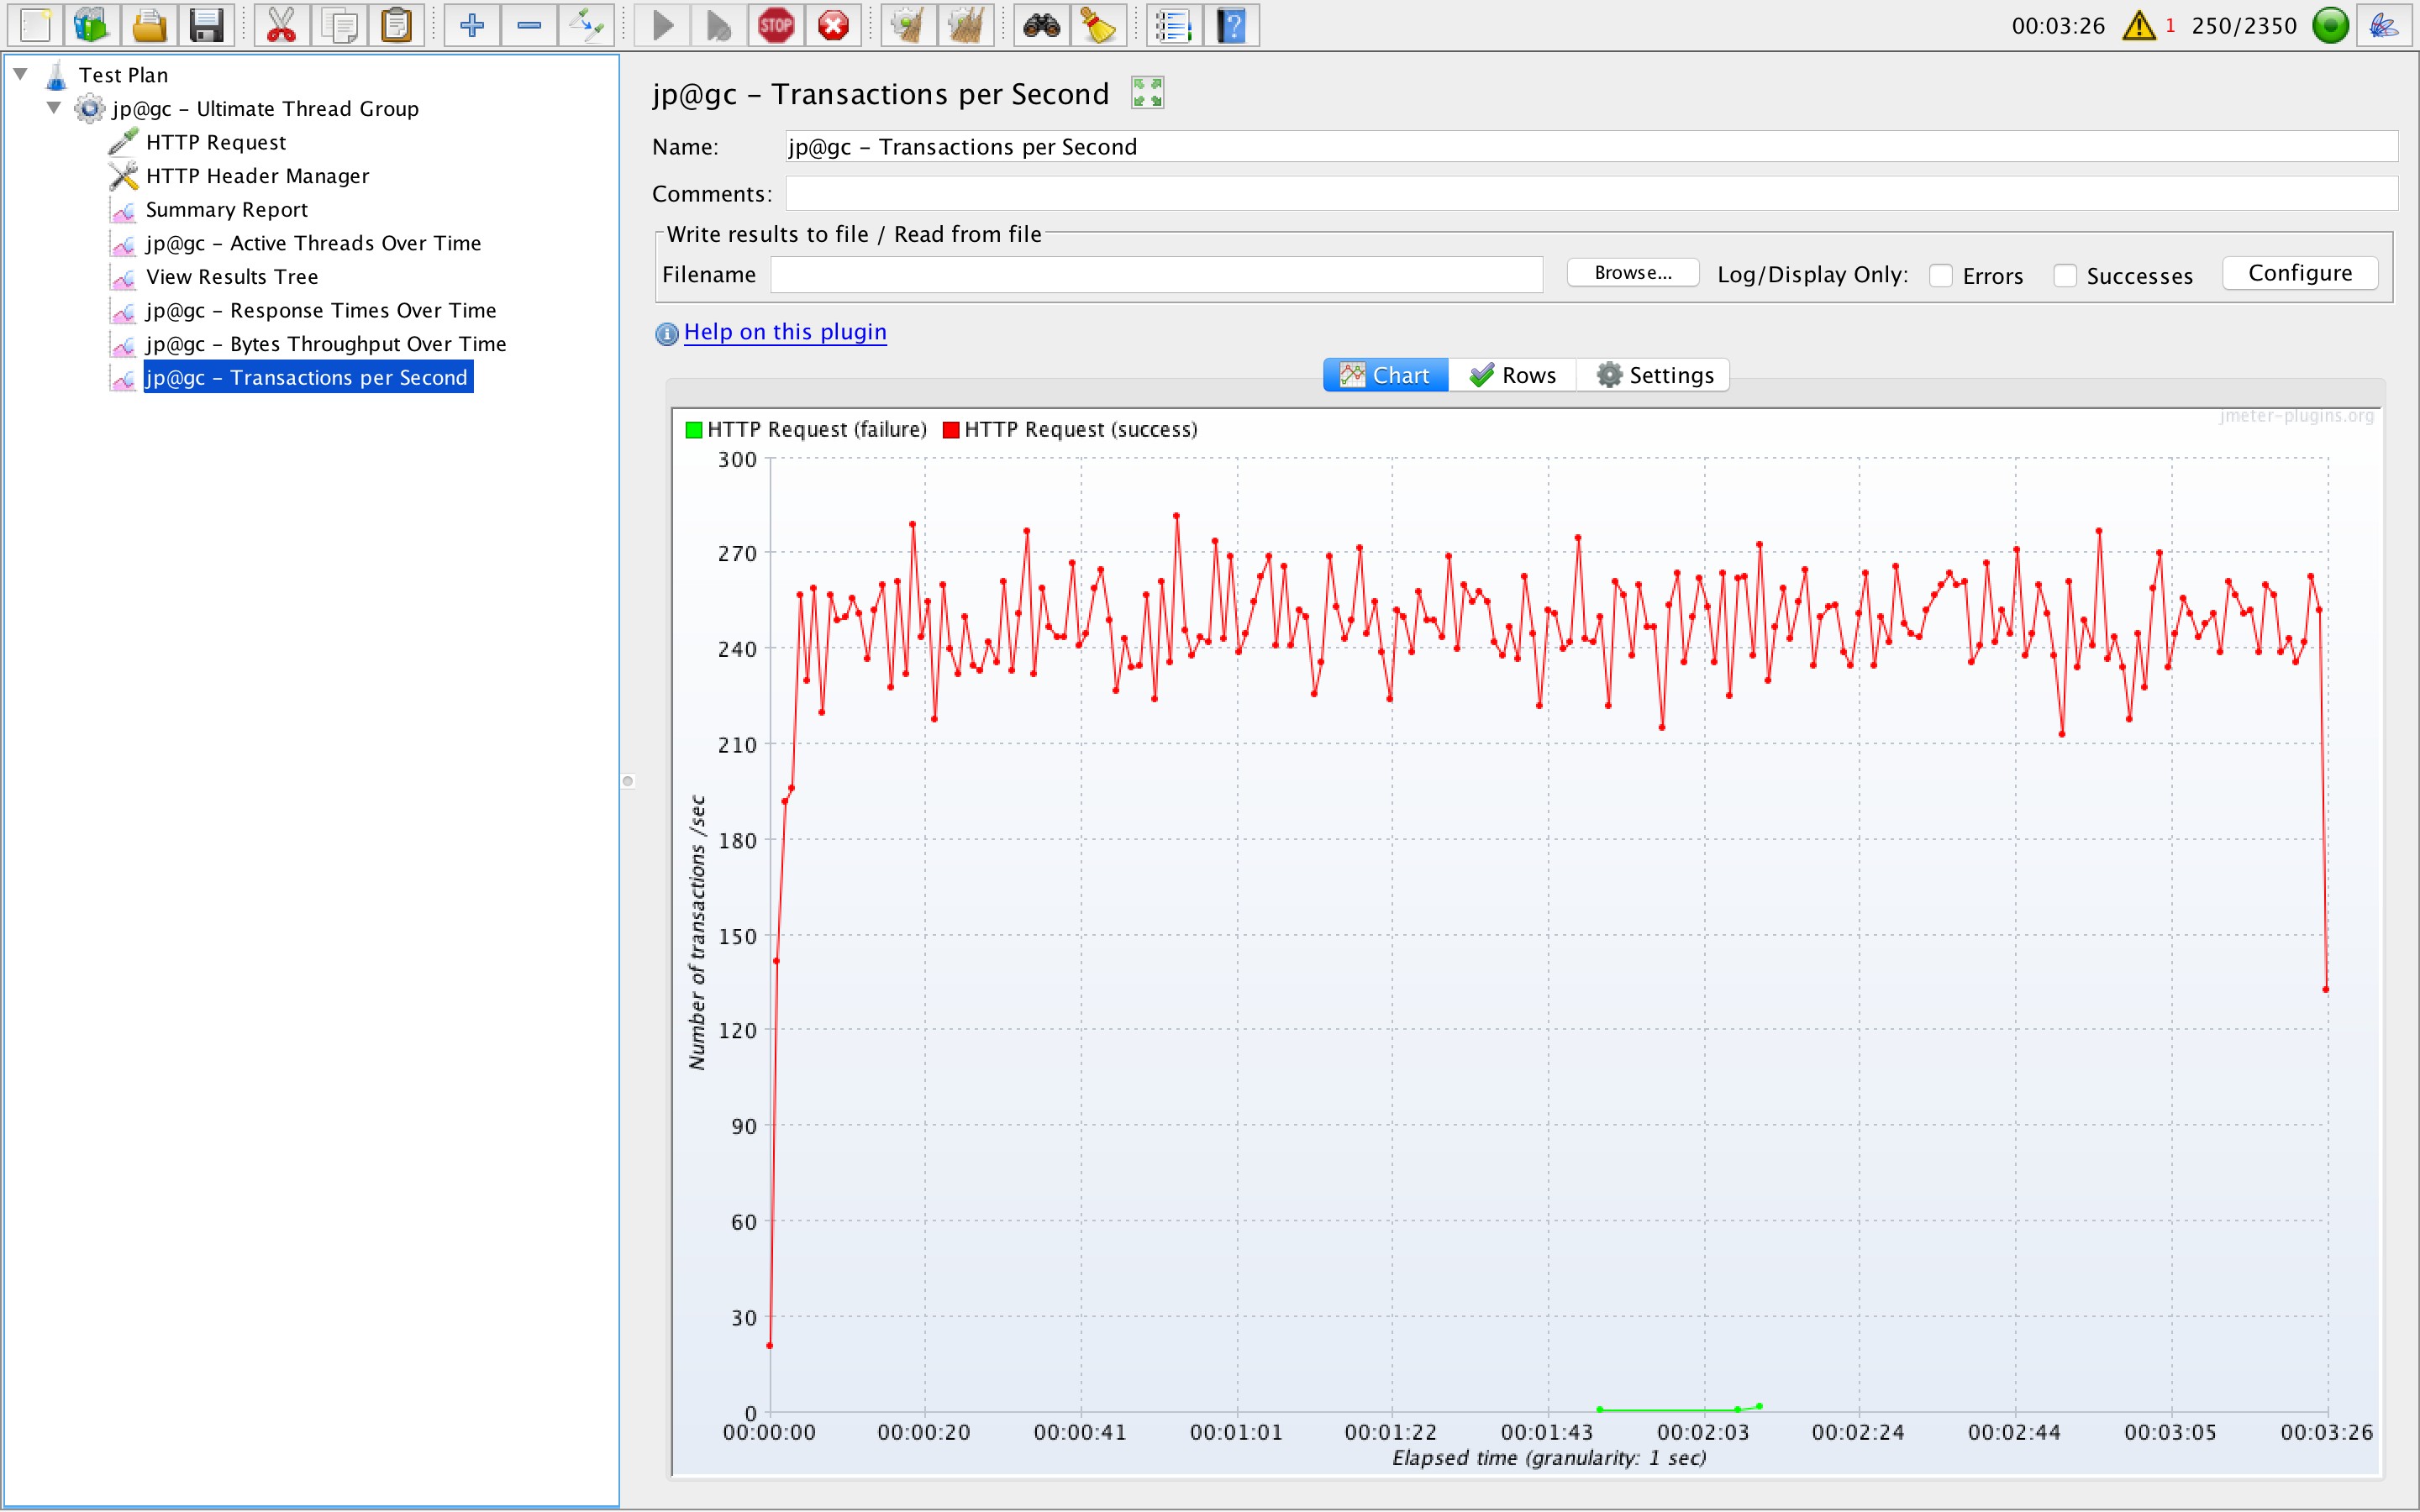 STOP
00:03:26 1 250/2350
Test Plan
jp@gc - Ultimate Thread Group
HTTP Request
HTTP Header Manager
Summary Report
jp@gc - Active Threads Over Time
View Results Tree
jp@gc - Response Times Over Time
jp@gc - Bytes Throughput Over Time
jp@gc - Transactions per Second
jp@gc - Transactions per Second
Name: jp@gc - Transactions per Second
Comments:
Write results to file / Read from file
Filename Browse... Log/Display Only: Errors Successes Configure
Help on this plugin
Chart Rows Settings
jmeter-plugins.org
HTTP Request (failure) HTTP Request (success)
300
270
240
210
180
150
120
90
60
30
0
Number of transactions /sec
00:00:00 00:00:20 00:00:41 00:01:01 00:01:22 00:01:43 00:02:03 00:02:24 00:02:44 00:03:05 00:03:26
Elapsed time (granularity: 1 sec)